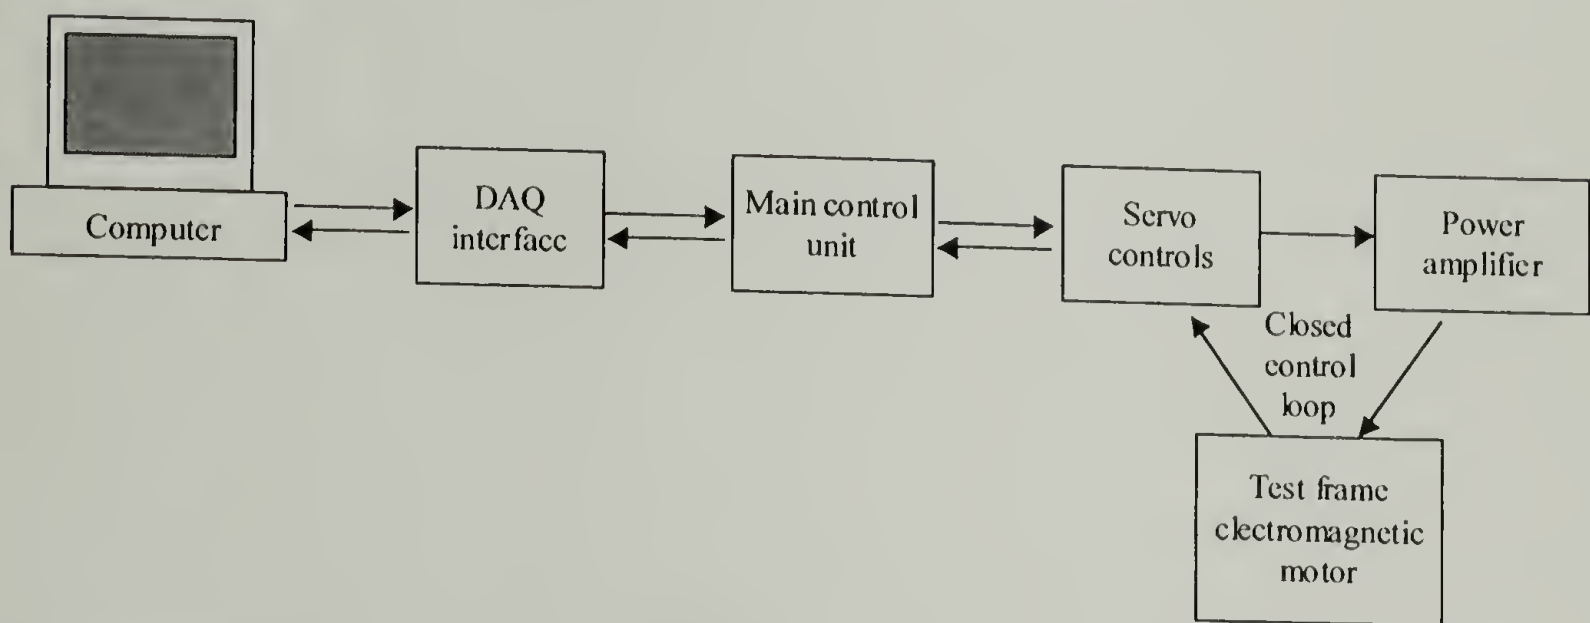 Computer
DAQ
interface
Main control
unit
Servo
controls
Power
amplifier
Closed
control
loop
Test frame
electromagnetic
motor